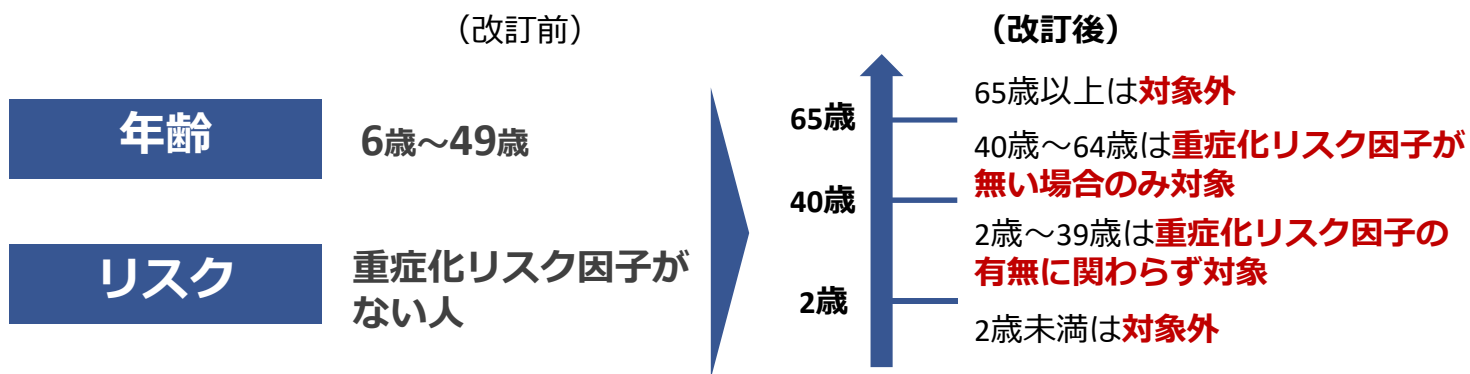 （改訂前）
年齢
6歳～49歳
リスク
重症化リスク因子が
ない人
（改訂後）
65歳
40歳
2歳
65歳以上は対象外
40歳～64歳は重症化リスク因子が
無い場合のみ対象
2歳～39歳は重症化リスク因子の
有無に関わらず対象
2歳未満は対象外